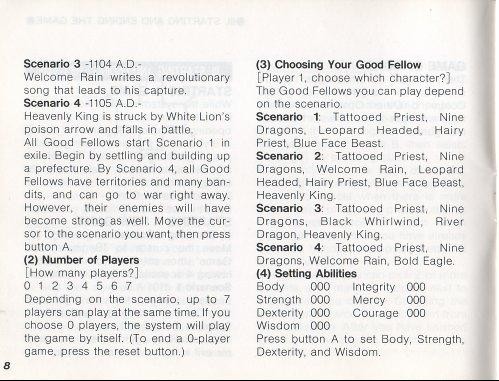 Scenario 3 -1104 A.D.-
Welcome Rain writes a revolutionary
song that leads to his capture.
Scenario 4 -1105 A.D.-
Heavenly King is struck by White Lion's
poison arrow and falls in battle.
All Good Fellows start Scenario 1 in
exile. Begin by settling and building up
a prefecture. By Scenario 4, all Good
Fellows have territories and many ban-
dits, and can go to war right away.
However, their enemies will have
become strong as well. Move the cur-
sor to the scenario you want, then press
button A.
(2) Number of Players
[How many players?]
0 1 2 3 4 5 6 7
Depending on the scenario, up to 7
players can play at the same time. If you
choose 0 players, the system will play
the game by itself. (To end a 0-player
game, press the reset button.)
8
(3) Choosing Your Good Fellow
[Player 1, choose which character?]
The Good Fellows you can play depend
on the scenario.
Scenario 1: Tattooed Priest, Nine
Dragons, Leopard Headed, Hairy
Priest, Blue Face Beast.
Scenario 2: Tattooed Priest, Nine
Dragons, Welcome Rain, Leopard
Headed, Hairy Priest, Blue Face Beast,
Heavenly King.
Scenario 3: Tattooed Priest, Nine
Dragons, Black Whirlwind, River
Dragon, Heavenly King.
Scenario 4: Tattooed Priest, Nine
Dragons, Welcome Rain, Bold Eagle.
(4) Setting Abilities
Body 000 Integrity 000
Strength 000 Mercy 000
Dexterity 000 Courage 000
Wisdom 000
Press button A to set Body, Strength,
Dexterity, and Wisdom.